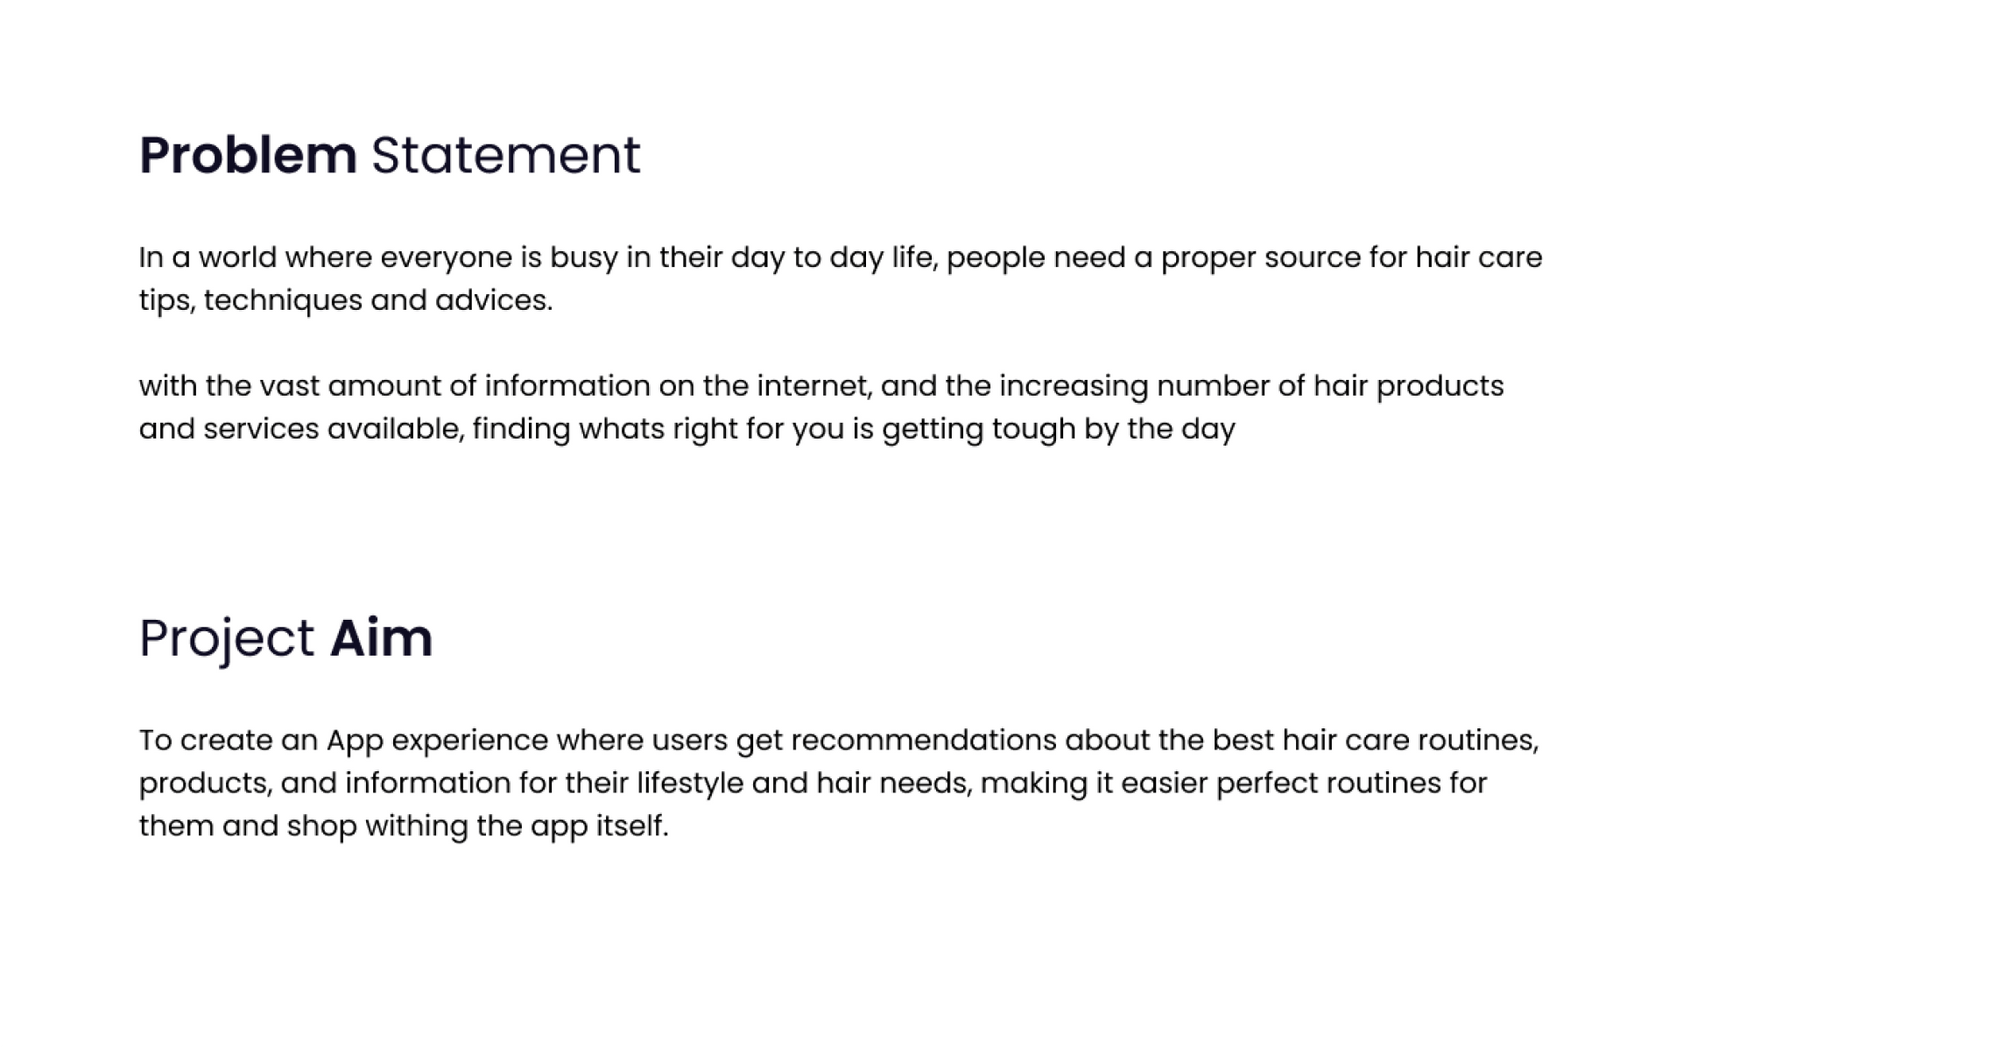 Problem Statement
In a world where everyone is busy in their day to day life, people need a proper source for hair care
tips, techniques and advices.
with the vast amount of information on the internet, and the increasing number of hair products
and services available, finding whats right for you is getting tough by the day
Project Aim
To create an App experience where users get recommendations about the best hair care routines,
products, and information for their lifestyle and hair needs, making it easier perfect routines for
them and shop withing the app itself.